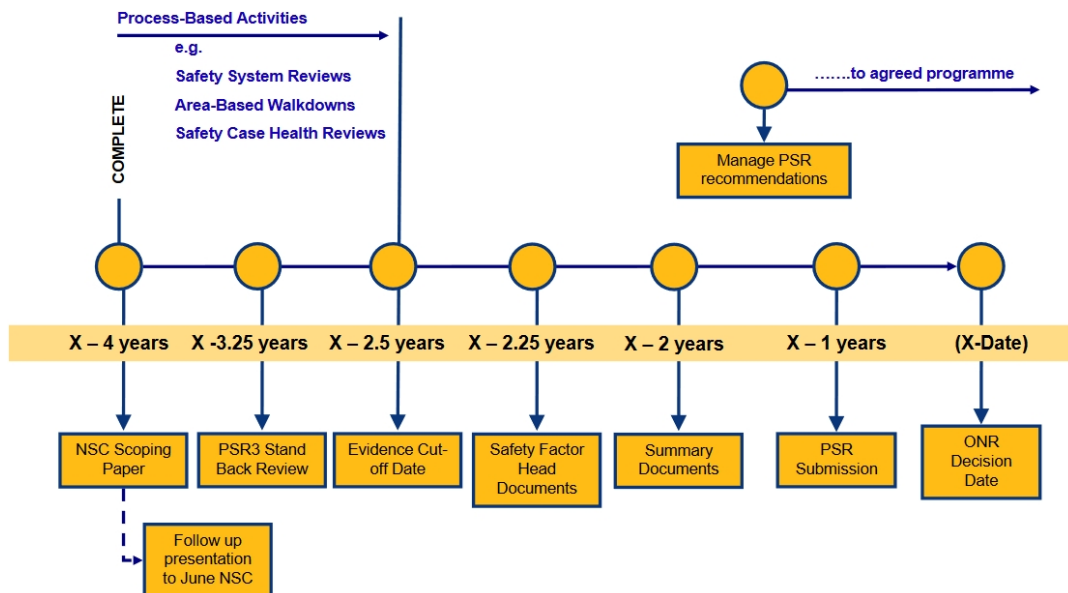 Process-Based Activities
e.g.
Safety System Reviews
Area-Based Walkdowns
Safety Case Health Reviews
COMPLETE
.......to agreed programme
Manage PSR
recommendations
X – 4 years
X -3.25 years
X – 2.5 years
X – 2.25 years
X – 2 years
X – 1 years
(X-Date)
NSC Scoping
Paper
PSR3 Stand
Back Review
Evidence Cut-
off Date
Safety Factor
Head
Documents
Summary
Documents
PSR
Submission
ONR
Decision
Date
Follow up
presentation
to June NSC